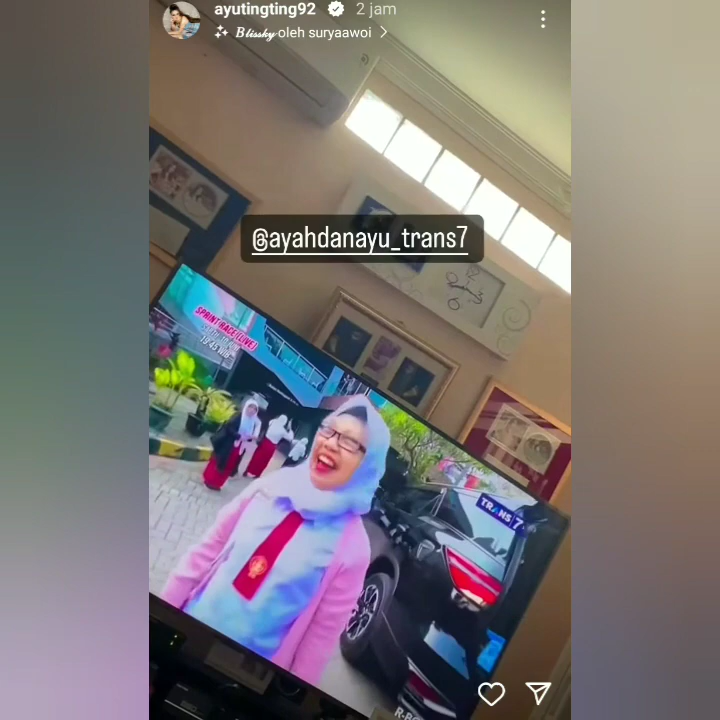 ayutingting92 2 jam
Blissky oleh suryaawoi
@ayahdanayu_trans7
SPRINT RACE (LIVE)
19:45 WIB
TRANS 7